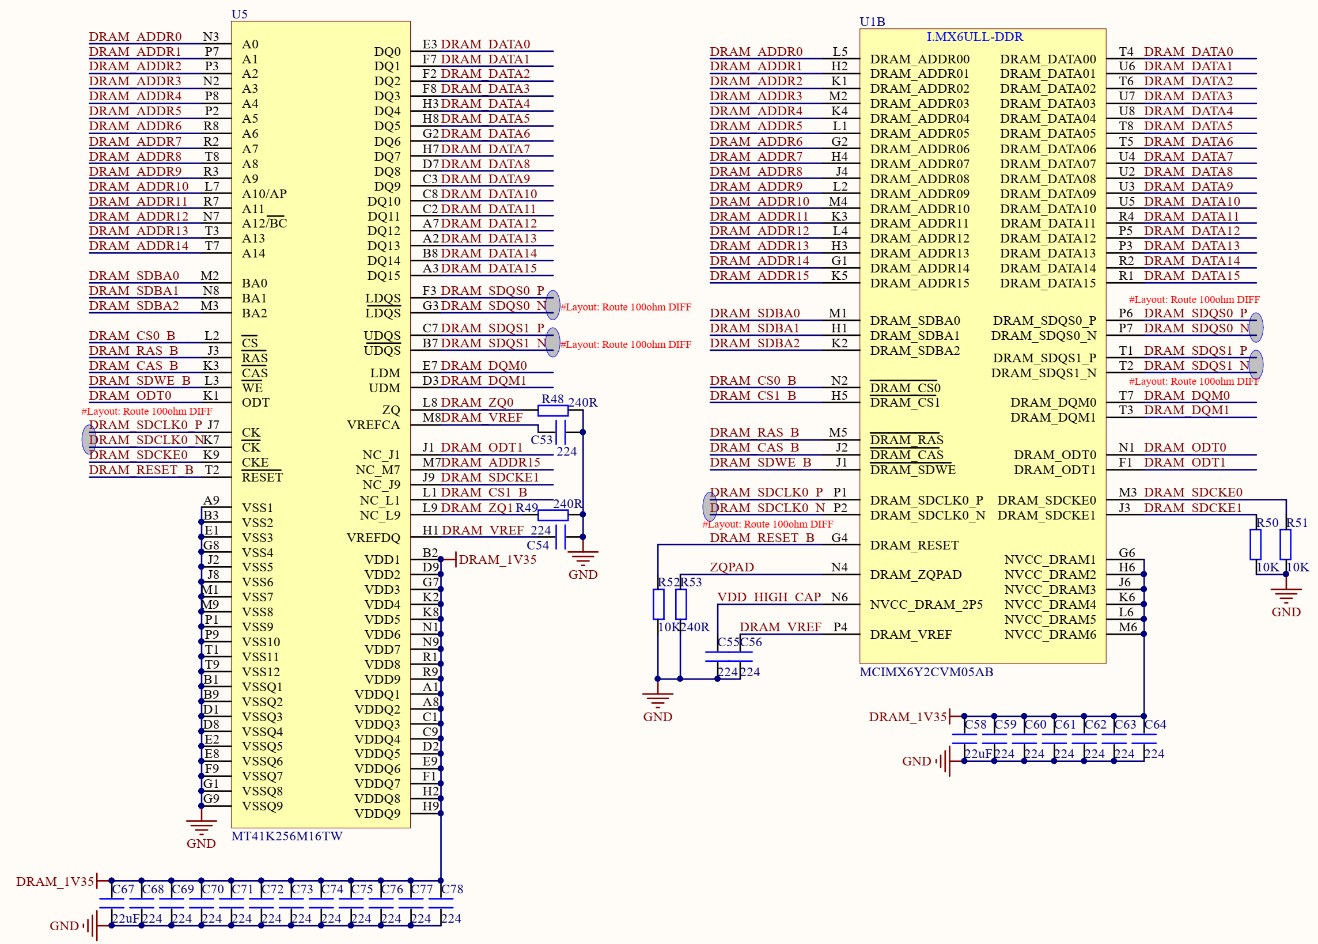 U5
DRAM_ADDR0 N3 A0
DRAM_ADDR1 P7 A1
DRAM_ADDR2 P3 A2
DRAM_ADDR3 N2 A3
DRAM_ADDR4 P8 A4
DRAM_ADDR5 P2 A5
DRAM_ADDR6 R8 A6
DRAM_ADDR7 R2 A7
DRAM_ADDR8 T8 A8
DRAM_ADDR9 R3 A9
DRAM_ADDR10 L7 A10/AP
DRAM_ADDR11 R7 A11
DRAM_ADDR12 N7 A12/BC
DRAM_ADDR13 T3 A13
DRAM_ADDR14 T7 A14
DRAM_SDBA0 M2 BA0
DRAM_SDBA1 N8 BA1
DRAM_SDBA2 M3 BA2
DRAM_CS0_B L2 CS
DRAM_RAS_B J3 RAS
DRAM_CAS_B K3 CAS
DRAM_SDWE_B L3 WE
DRAM_ODT0 K1 ODT
#Layout: Route 100ohm DIFF
DRAM_SDCLK0_P J7 CK
DRAM_SDCLK0_N K7 CK
DRAM_SDCKE0 K9 CKE
DRAM_RESET_B T2 RESET
A9 VSS1
B3 VSS2
E1 VSS3
G8 VSS4
J2 VSS5
J8 VSS6
M1 VSS7
M9 VSS8
P1 VSS9
P9 VSS10
T1 VSS11
T9 VSS12
B1 VSSQ1
B9 VSSQ2
D1 VSSQ3
D8 VSSQ4
E2 VSSQ5
E8 VSSQ6
F9 VSSQ7
G1 VSSQ8
G9 VSSQ9
GND
DQ0 E3 DRAM_DATA0
DQ1 F7 DRAM_DATA1
DQ2 F2 DRAM_DATA2
DQ3 F8 DRAM_DATA3
DQ4 H3 DRAM_DATA4
DQ5 H8 DRAM_DATA5
DQ6 G2 DRAM_DATA6
DQ7 H7 DRAM_DATA7
DQ8 D7 DRAM_DATA8
DQ9 C3 DRAM_DATA9
DQ10 C8 DRAM_DATA10
DQ11 C2 DRAM_DATA11
DQ12 A7 DRAM_DATA12
DQ13 A2 DRAM_DATA13
DQ14 B8 DRAM_DATA14
DQ15 A3 DRAM_DATA15
LDQS F3 DRAM_SDQS0_P
LDQS G3 DRAM_SDQS0_N #Layout: Route 100ohm DIFF
UDQS C7 DRAM_SDQS1_P
UDQS B7 DRAM_SDQS1_N #Layout: Route 100ohm DIFF
LDM E7 DRAM_DQM0
UDM D3 DRAM_DQM1
ZQ L8 DRAM_ZQ0 R48 240R
VREFCA M8 DRAM_VREF
C53 224
NC_J1 J1 DRAM_ODT1
NC_M7 M7 DRAM_ADDR15
NC_J9 J9 DRAM_SDCKE1
NC_L1 L1 DRAM_CS1_B
NC_L9 L9 DRAM_ZQ1 R49 240R
VREFDQ H1 DRAM_VREF 224
C54
GND
VDD1 B2 DRAM_1V35
VDD2 D9
VDD3 G7
VDD4 K2
VDD5 K8
VDD6 N1
VDD7 N9
VDD8 R1
VDD9 R9
VDDQ1 A1
VDDQ2 A8
VDDQ3 C1
VDDQ4 C9
VDDQ5 D2
VDDQ6 E9
VDDQ7 F1
VDDQ8 H2
VDDQ9 H9
MT41K256M16TW
DRAM_1V35 C67 C68 C69 C70 C71 C72 C73 C74 C75 C76 C77 C78
GND 22uF 224 224 224 224 224 224 224 224 224 224 224
U1B
I.MX6ULL-DDR
DRAM_ADDR0 L5 DRAM_ADDR00
DRAM_ADDR1 H2 DRAM_ADDR01
DRAM_ADDR2 K1 DRAM_ADDR02
DRAM_ADDR3 M2 DRAM_ADDR03
DRAM_ADDR4 K4 DRAM_ADDR04
DRAM_ADDR5 L1 DRAM_ADDR05
DRAM_ADDR6 G2 DRAM_ADDR06
DRAM_ADDR7 H4 DRAM_ADDR07
DRAM_ADDR8 J4 DRAM_ADDR08
DRAM_ADDR9 L2 DRAM_ADDR09
DRAM_ADDR10 M4 DRAM_ADDR10
DRAM_ADDR11 K3 DRAM_ADDR11
DRAM_ADDR12 L4 DRAM_ADDR12
DRAM_ADDR13 H3 DRAM_ADDR13
DRAM_ADDR14 G1 DRAM_ADDR14
DRAM_ADDR15 K5 DRAM_ADDR15
DRAM_SDBA0 M1 DRAM_SDBA0
DRAM_SDBA1 H1 DRAM_SDBA1
DRAM_SDBA2 K2 DRAM_SDBA2
DRAM_CS0_B N2 DRAM_CS0
DRAM_CS1_B H5 DRAM_CS1
DRAM_RAS_B M5 DRAM_RAS
DRAM_CAS_B J2 DRAM_CAS
DRAM_SDWE_B J1 DRAM_SDWE
DRAM_SDCLK0_P P1 DRAM_SDCLK0_P
DRAM_SDCLK0_N P2 DRAM_SDCLK0_N
#Layout: Route 100ohm DIFF
DRAM_RESET_B G4 DRAM_RESET
ZQPAD N4 DRAM_ZQPAD
R52 R53
VDD_HIGH_CAP N6 NVCC_DRAM_2P5
10K 240R
DRAM_VREF P4 DRAM_VREF
C55 C56
224 224
GND
DRAM_DATA00 T4 DRAM_DATA0
DRAM_DATA01 U6 DRAM_DATA1
DRAM_DATA02 T6 DRAM_DATA2
DRAM_DATA03 U7 DRAM_DATA3
DRAM_DATA04 U8 DRAM_DATA4
DRAM_DATA05 T8 DRAM_DATA5
DRAM_DATA06 T5 DRAM_DATA6
DRAM_DATA07 U4 DRAM_DATA7
DRAM_DATA08 U2 DRAM_DATA8
DRAM_DATA09 U3 DRAM_DATA9
DRAM_DATA10 U5 DRAM_DATA10
DRAM_DATA11 R4 DRAM_DATA11
DRAM_DATA12 P5 DRAM_DATA12
DRAM_DATA13 P3 DRAM_DATA13
DRAM_DATA14 R2 DRAM_DATA14
DRAM_DATA15 R1 DRAM_DATA15
#Layout: Route 100ohm DIFF
DRAM_SDQS0_P P6 DRAM_SDQS0_P
DRAM_SDQS0_N P7 DRAM_SDQS0_N
DRAM_SDQS1_P T1 DRAM_SDQS1_P
DRAM_SDQS1_N T2 DRAM_SDQS1_N
#Layout: Route 100ohm DIFF
DRAM_DQM0 T7 DRAM_DQM0
DRAM_DQM1 T3 DRAM_DQM1
DRAM_ODT0 N1 DRAM_ODT0
DRAM_ODT1 F1 DRAM_ODT1
DRAM_SDCKE0 M3 DRAM_SDCKE0
DRAM_SDCKE1 J3 DRAM_SDCKE1
R50 R51
10K 10K
GND
NVCC_DRAM1 G6
NVCC_DRAM2 H6
NVCC_DRAM3 J6
NVCC_DRAM4 K6
NVCC_DRAM5 L6
NVCC_DRAM6 M6
MCIMX6Y2CVM05AB
DRAM_1V35 C58 C59 C60 C61 C62 C63 C64
GND 22uF 224 224 224 224 224 224